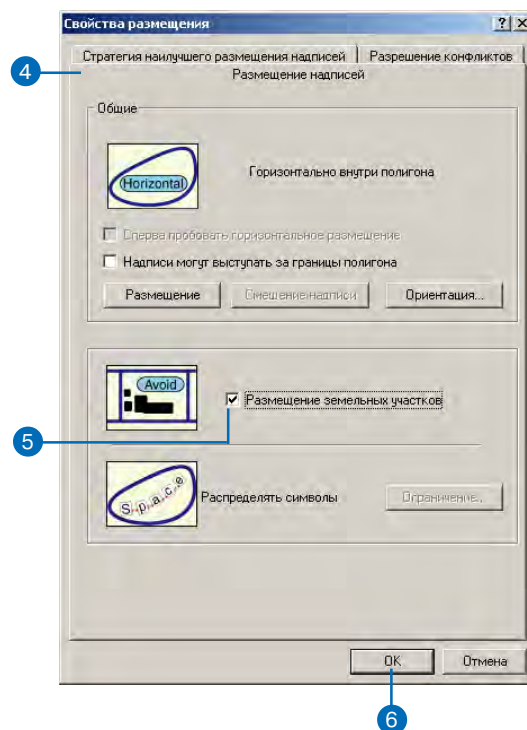 Свойства размещения
Стратегия наилучшего размещения надписей Разрешение конфликтов
4
Размещение надписей
Общие
Horizontal
Горизонтально внутри полигона
Сперва пробовать горизонтальное размещение
Надписи могут выступать за границы полигона
Размещение Смещение надписи Ориентация...
Avoid
Размещение земельных участков
5
Space
Распределять символы
Ограничение..
OK Отмена
6